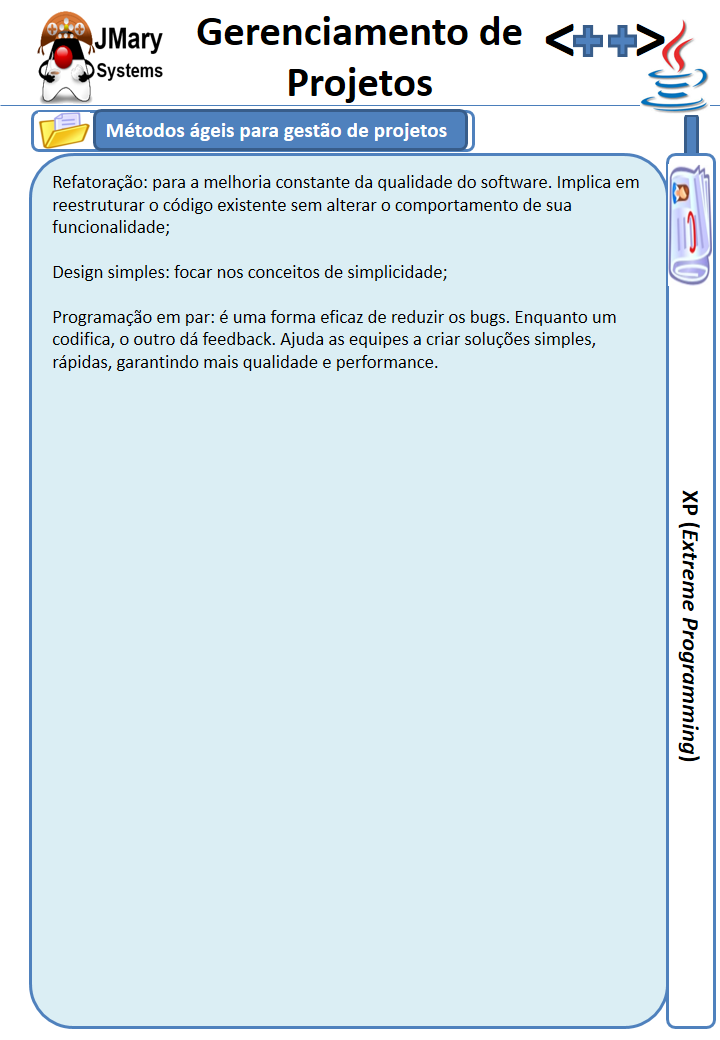 JMary
Systems
Gerenciamento de
Projetos
<++>
Métodos ágeis para gestão de projetos
Refatoração: para a melhoria constante da qualidade do software. Implica em
reestruturar o código existente sem alterar o comportamento de sua
funcionalidade;
Design simples: focar nos conceitos de simplicidade;
Programação em par: é uma forma eficaz de reduzir os bugs. Enquanto um
codifica, o outro dá feedback. Ajuda as equipes a criar soluções simples,
rápidas, garantindo mais qualidade e performance.
XP (Extreme Programming)